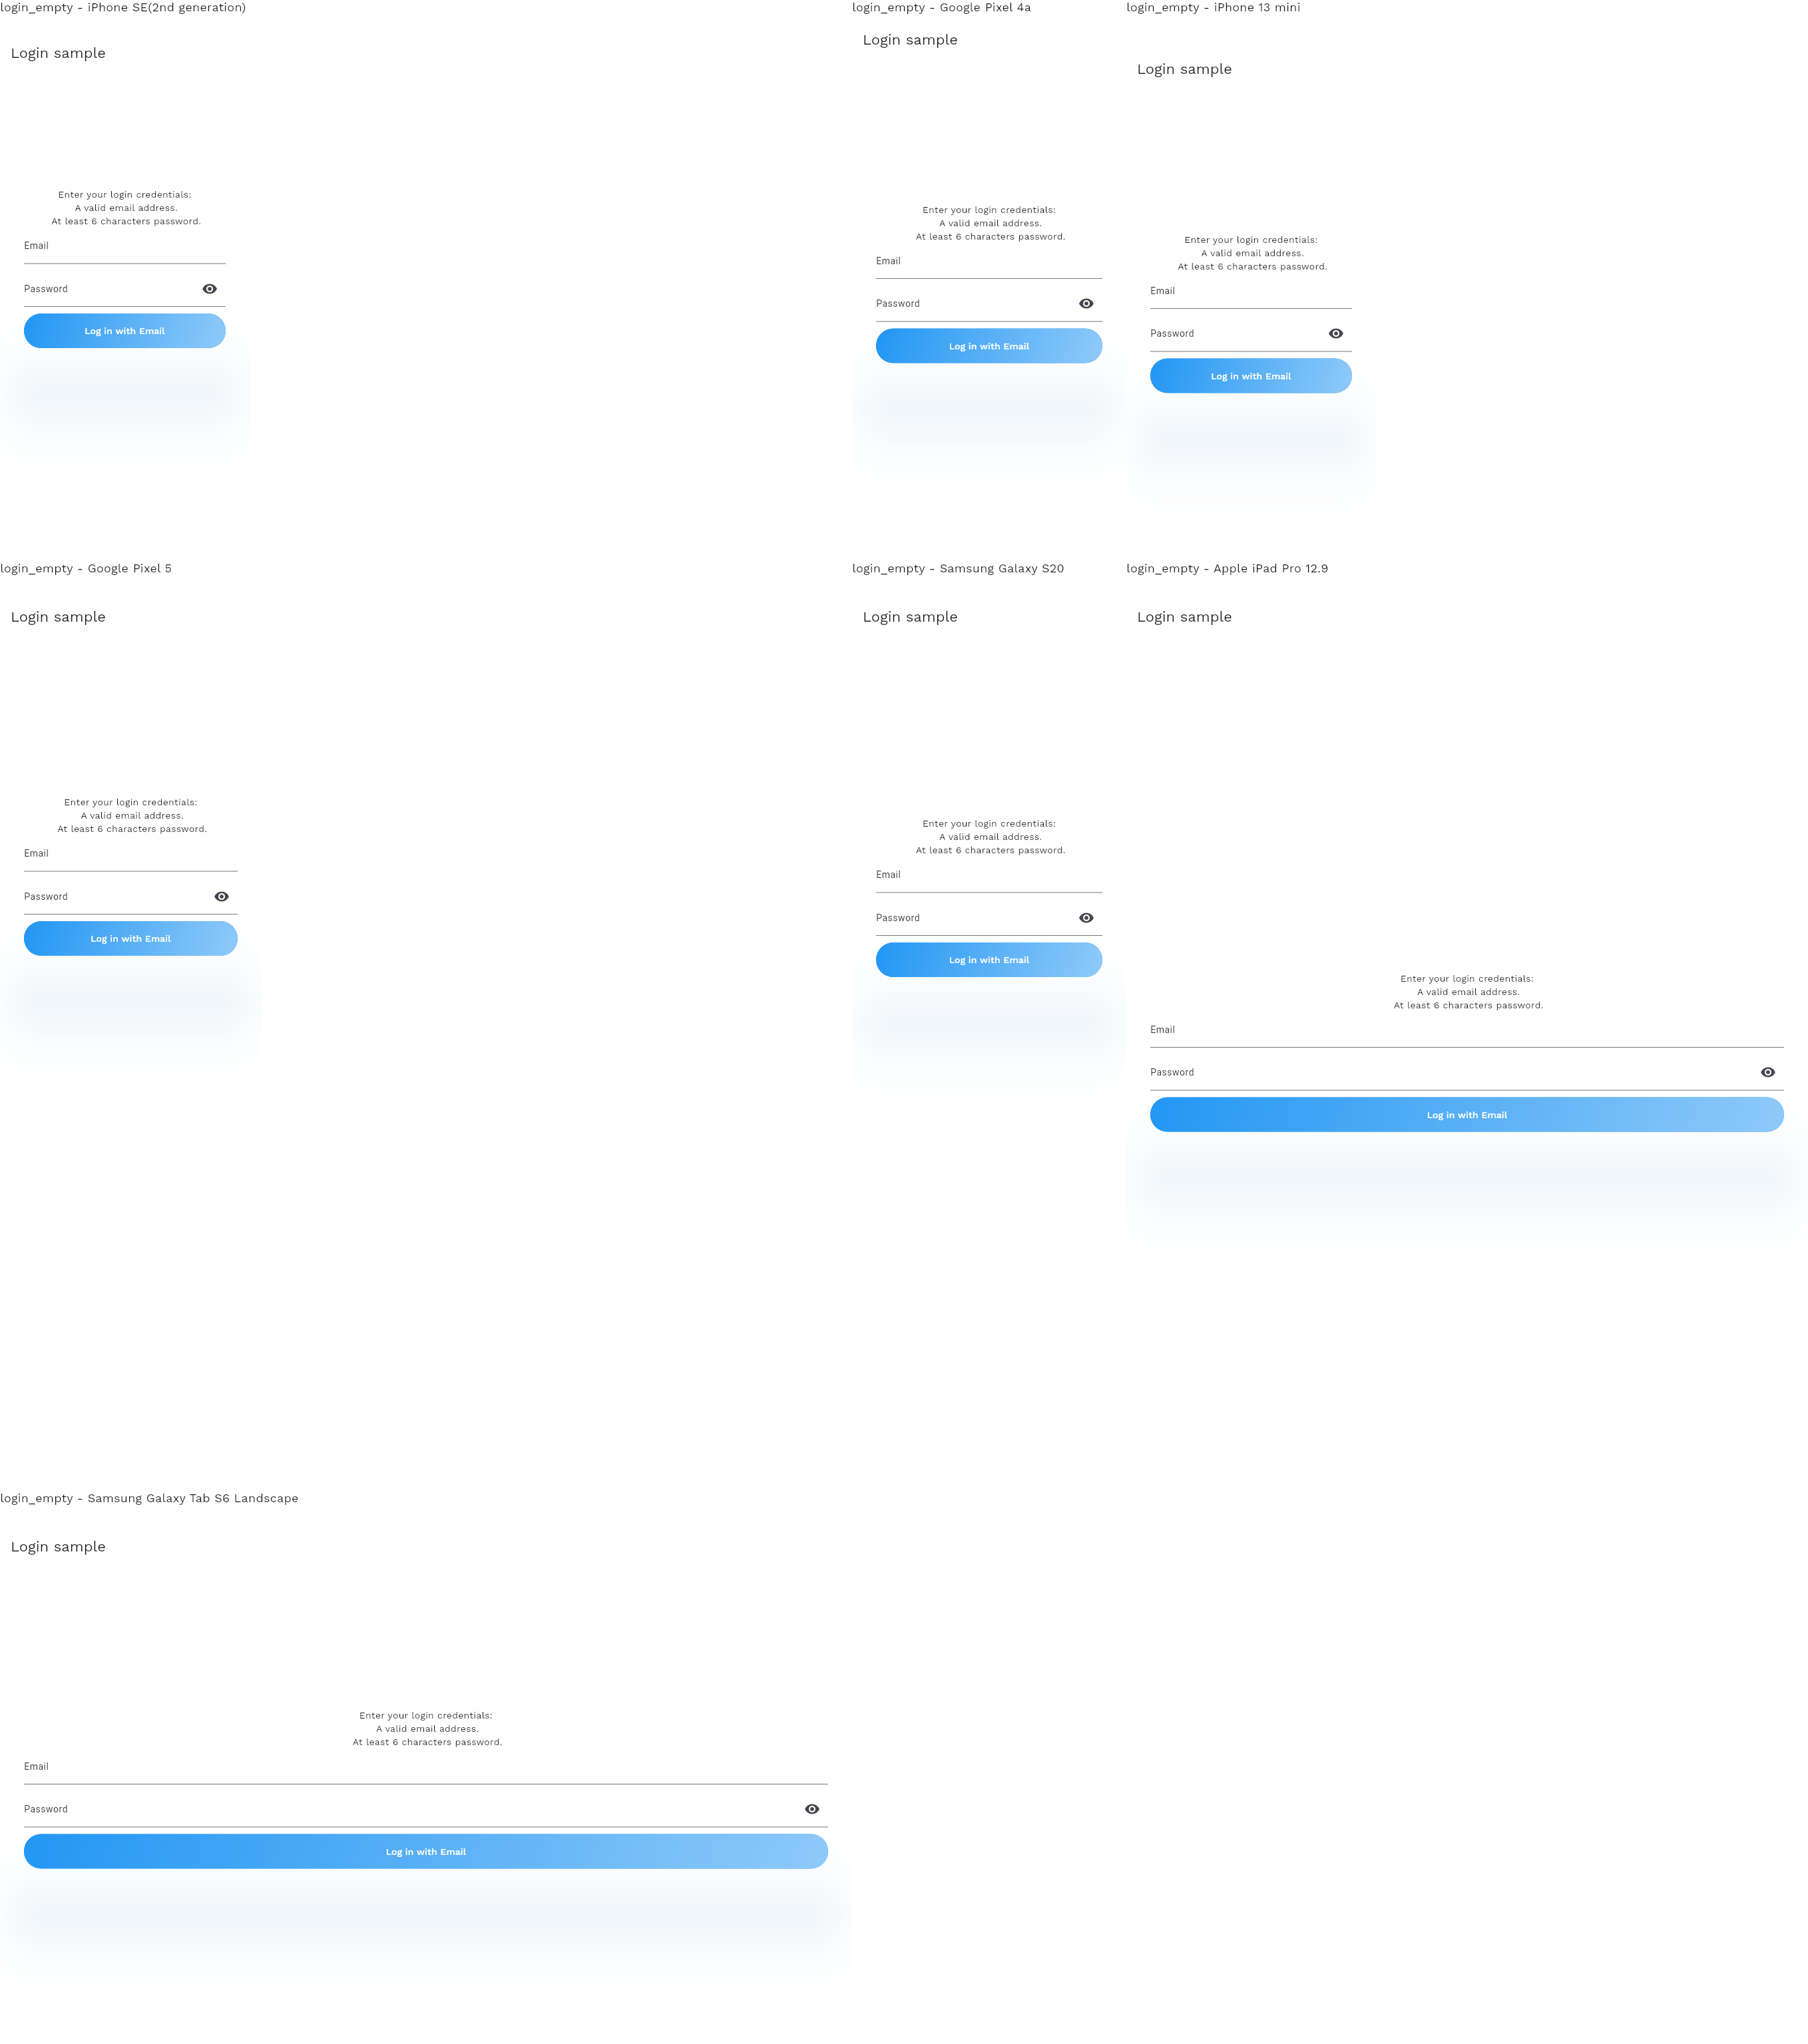 login_empty - iPhone SE(2nd generation)
Login sample
Enter your login credentials:
A valid email address.
At least 6 characters password.
Email
Password
Log in with Email
login_empty - Google Pixel 4a
Login sample
Enter your login credentials:
A valid email address.
At least 6 characters password.
Email
Password
Log in with Email
login_empty - iPhone 13 mini
Login sample
Enter your login credentials:
A valid email address.
At least 6 characters password.
Email
Password
Log in with Email
login_empty - Google Pixel 5
Login sample
Enter your login credentials:
A valid email address.
At least 6 characters password.
Email
Password
Log in with Email
login_empty - Samsung Galaxy S20
Login sample
Enter your login credentials:
A valid email address.
At least 6 characters password.
Email
Password
Log in with Email
login_empty - Apple iPad Pro 12.9
Login sample
Enter your login credentials:
A valid email address.
At least 6 characters password.
Email
Password
Log in with Email
login_empty - Samsung Galaxy Tab S6 Landscape
Login sample
Enter your login credentials:
A valid email address.
At least 6 characters password.
Email
Password
Log in with Email